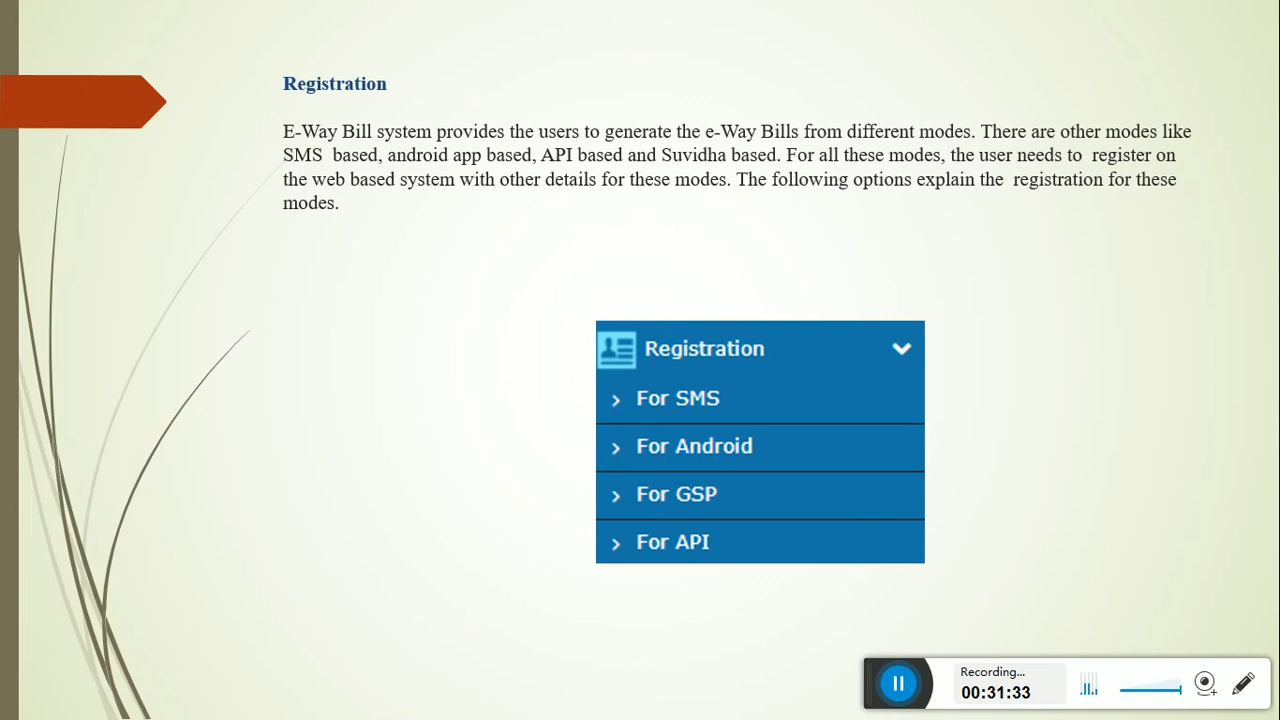 Registration
E-Way Bill system provides the users to generate the e-Way Bills from different modes. There are other modes like
SMS based, android app based, API based and Suvidha based. For all these modes, the user needs to register on
the web based system with other details for these modes. The following options explain the registration for these
modes.
Registration
For SMS
For Android
For GSP
For API
Recording...
00:31:33